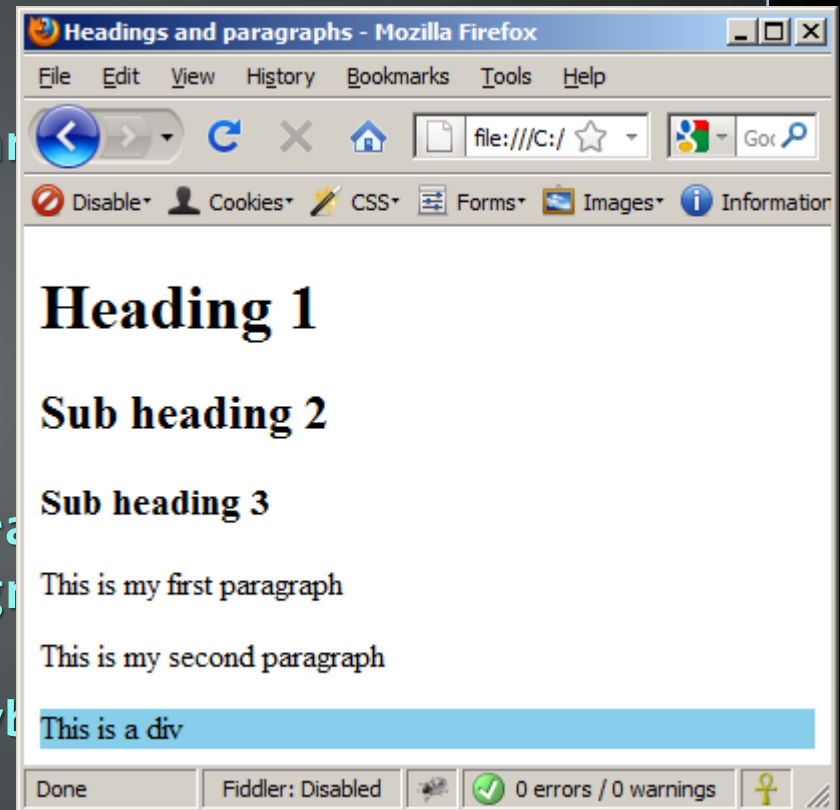 Headings and paragraphs - Mozilla Firefox
File Edit View History Bookmarks Tools Help
file:///C:/
Disable Cookies CSS Forms Images Information
Heading 1
Sub heading 2
Sub heading 3
This is my first paragraph
This is my second paragraph
This is a div
Done Fiddler: Disabled 0 errors / 0 warnings